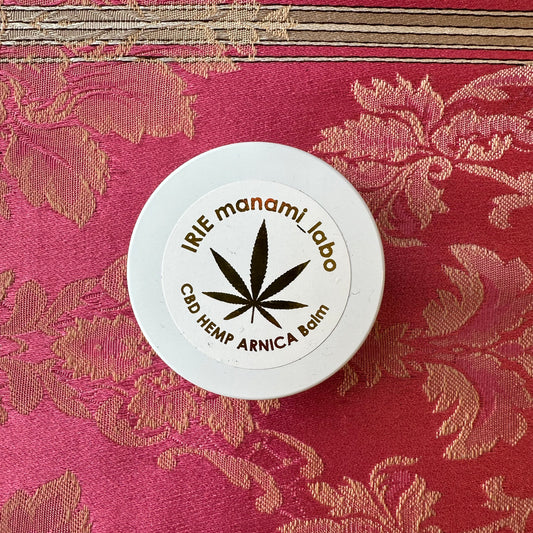 IRIE manami_labo
CBD HEMP ARNICA Balm